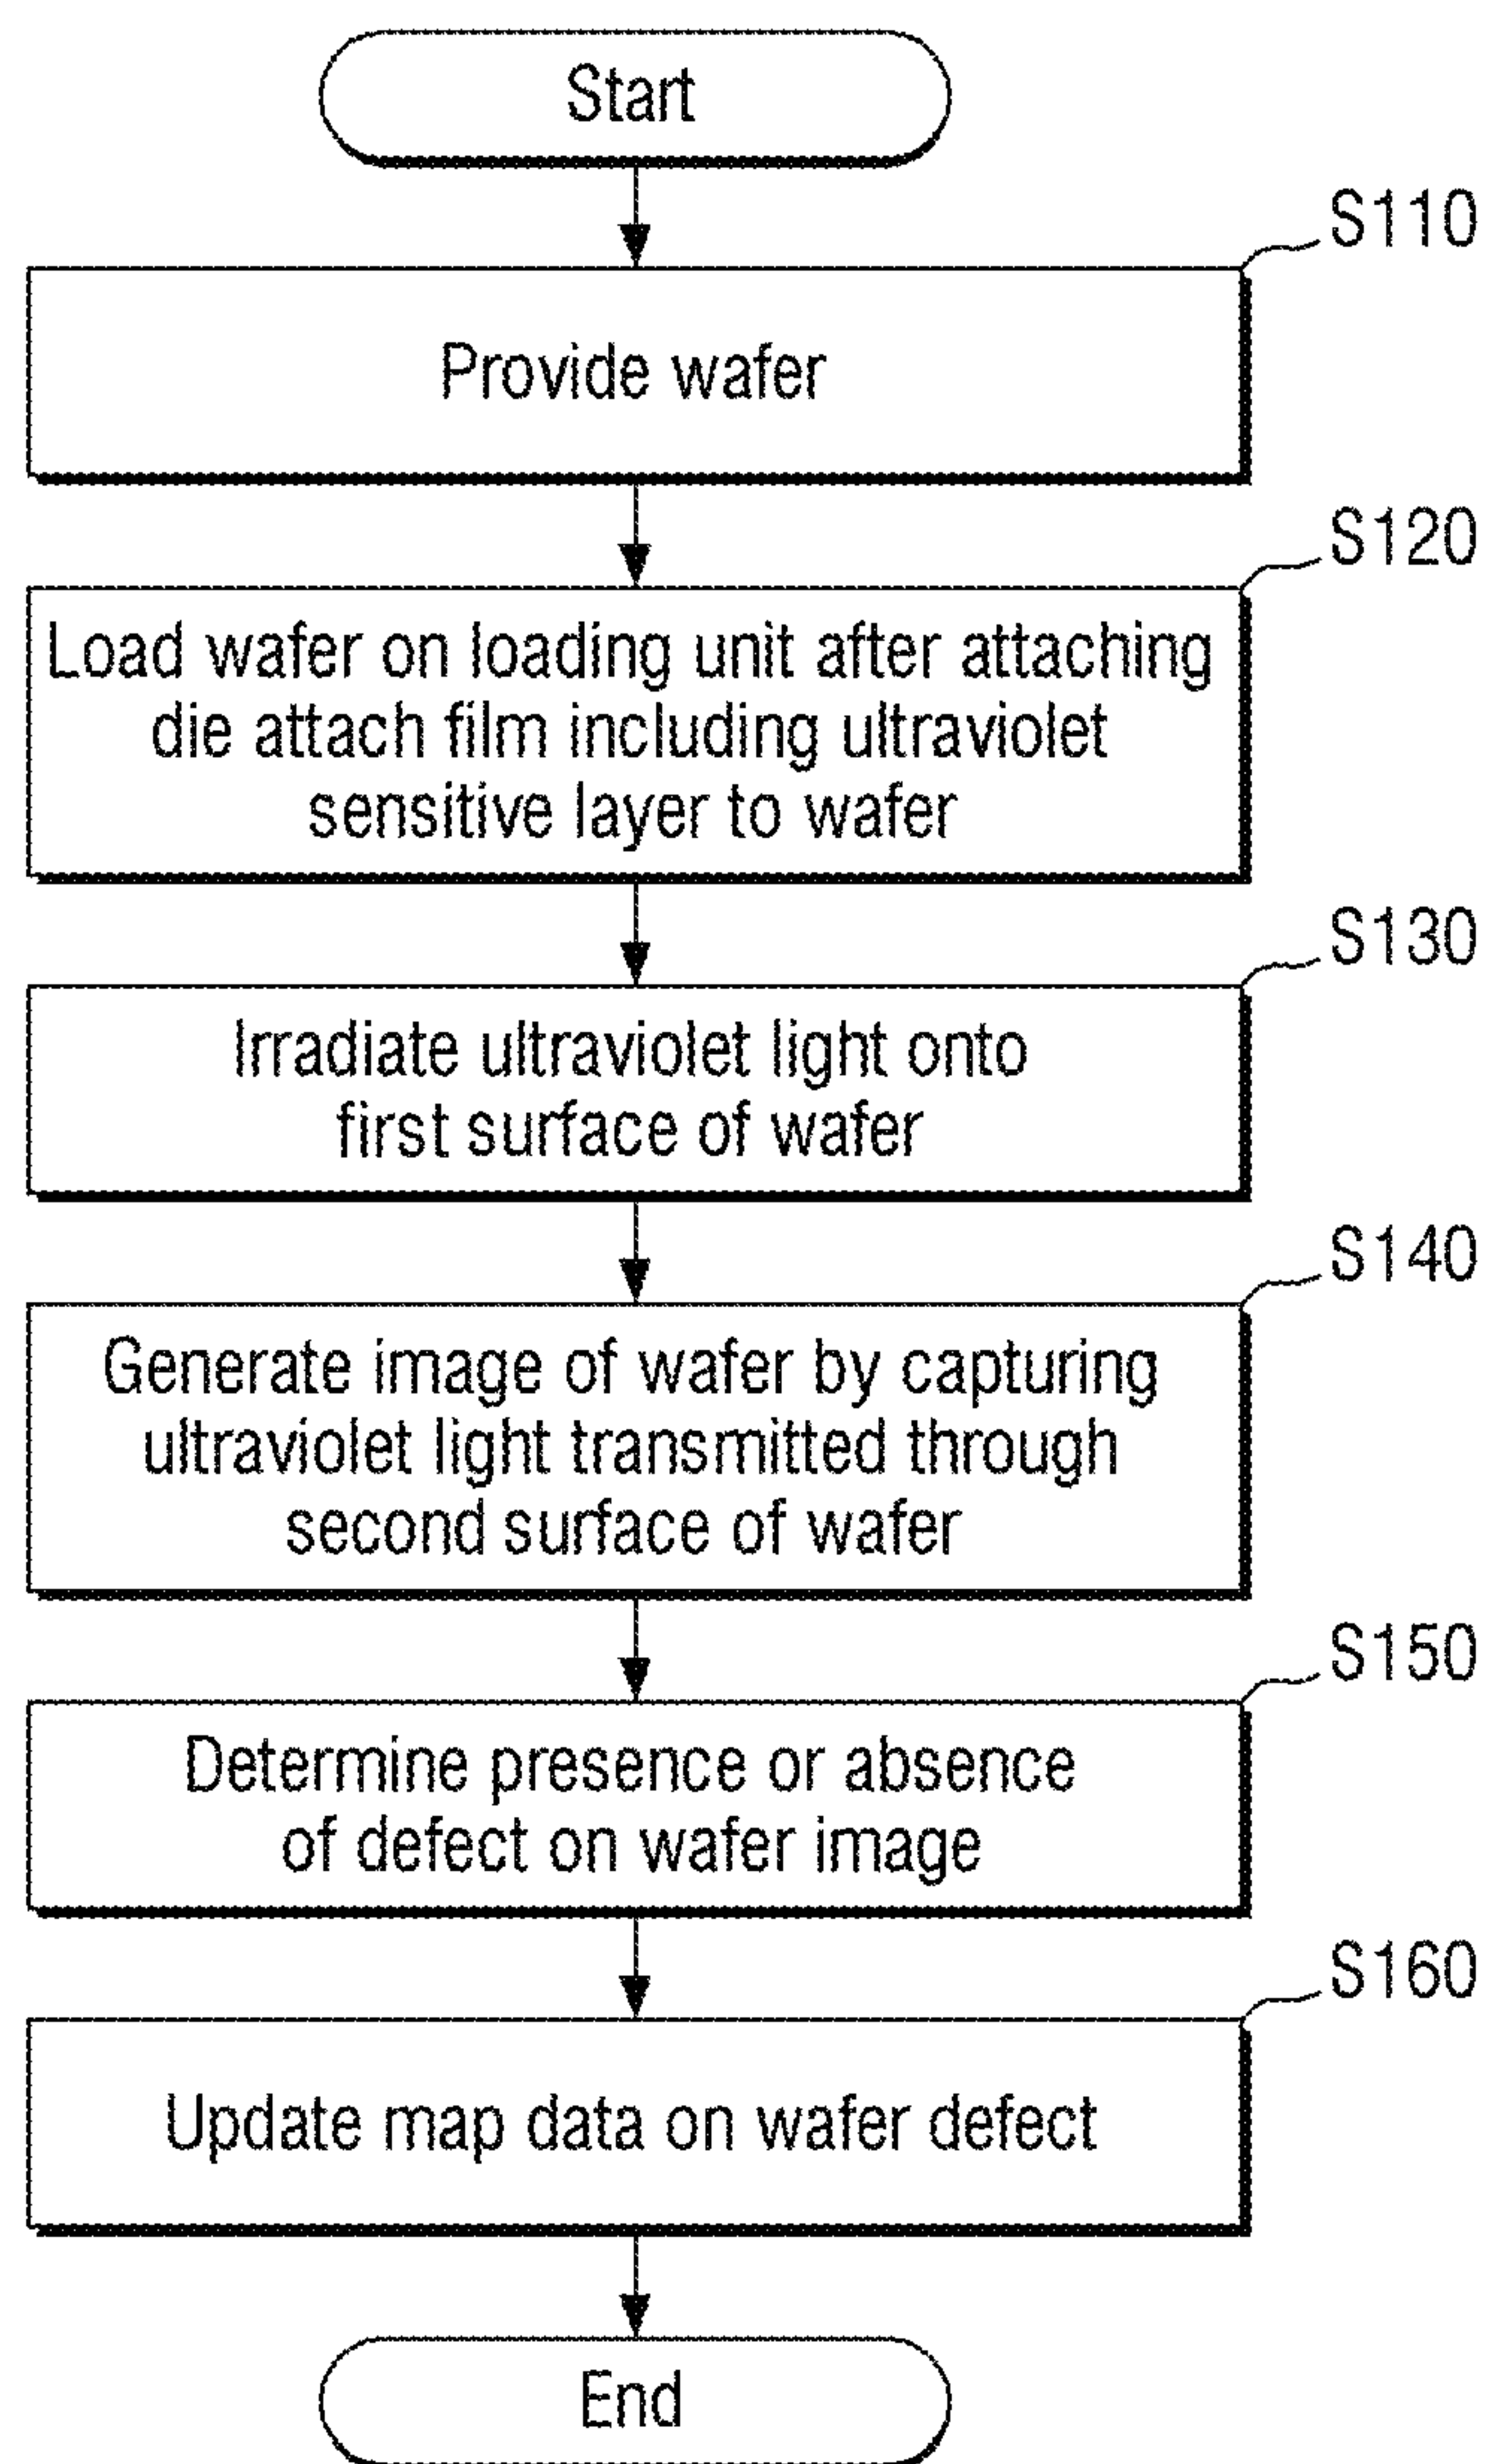 Start
S110
Provide wafer
S120
Load wafer on loading unit after attaching
die attach film including ultraviolet
sensitive layer to wafer
S130
Irradiate ultraviolet light onto
first surface of wafer
S140
Generate image of wafer by capturing
ultraviolet light transmitted through
second surface of wafer
S150
Determine presence or absence
of defect on wafer image
S160
Update map data on wafer defect
End